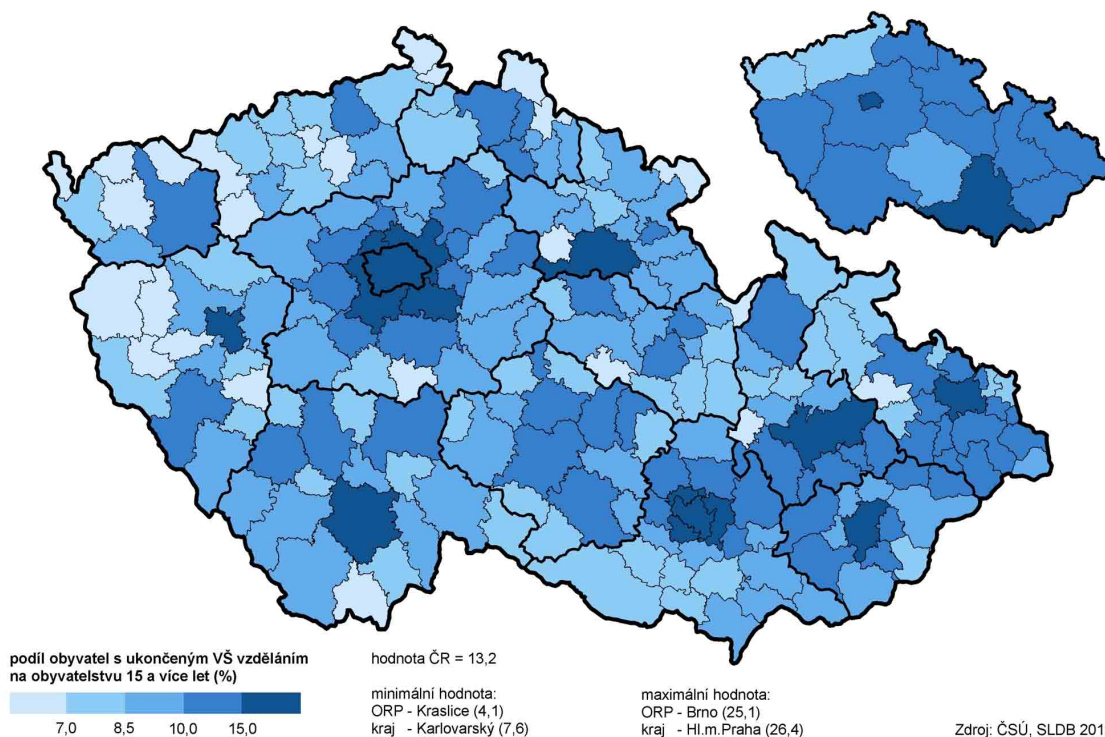 podíl obyvatel s ukončeným VŠ vzděláním
na obyvatelstvu 15 a více let (%)
7,0 8,5 10,0 15,0
hodnota ČR = 13,2
minimální hodnota:
ORP - Kraslice (4,1)
kraj - Karlovarský (7,6)
maximální hodnota:
ORP - Brno (25,1)
kraj - Hl.m.Praha (26,4)
Zdroj: ČSÚ, SLDB 201